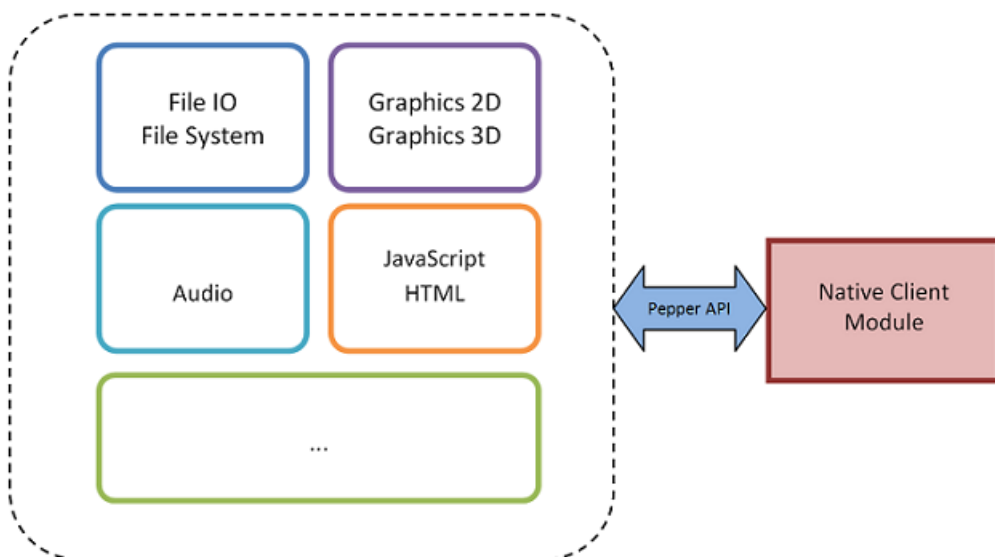 File IO
File System
Graphics 2D
Graphics 3D
Audio
JavaScript
HTML
...
Pepper API
Native Client
Module